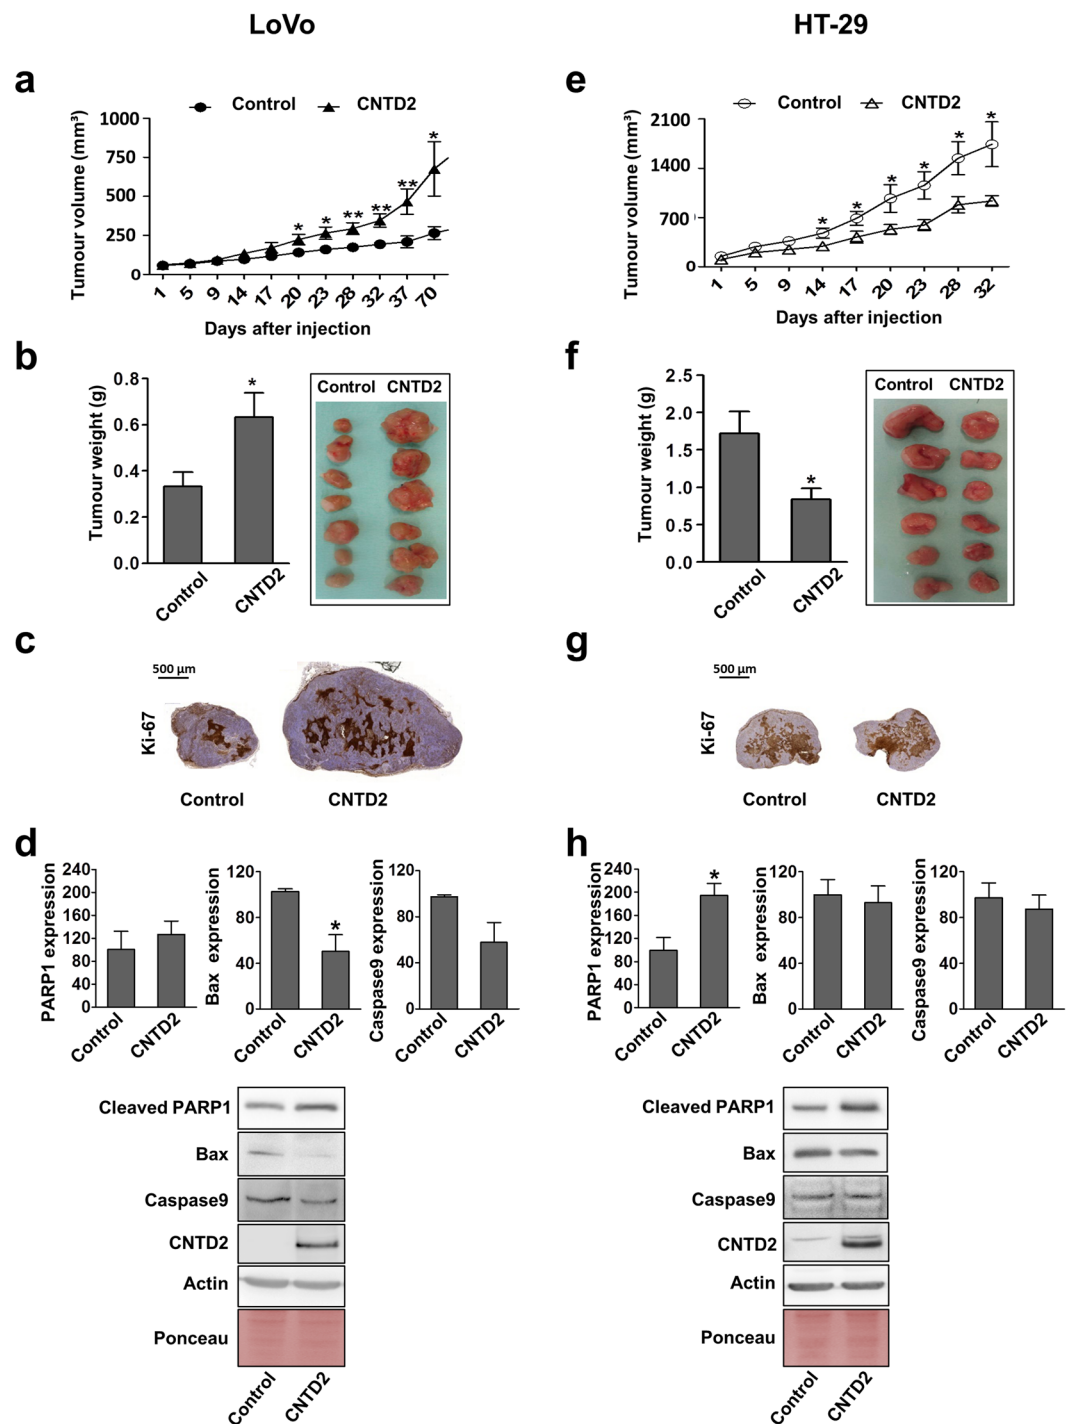 LoVo
HT-29
a
Control CNTD2
Tumour volume (mm³)
1000
750
500
250
0
* * ** ** ** *
1 5 9 14 17 20 23 28 32 37 70
Days after injection
e
Control CNTD2
Tumour volume (mm³)
2100
1400
700
0
* * * * * *
1 5 9 14 17 20 23 28 32
Days after injection
b
Tumour weight (g)
0.8
0.6
0.4
0.2
0.0
*
Control CNTD2
Control CNTD2
f
Tumour weight (g)
2.5
2.0
1.5
1.0
0.5
0.0
*
Control CNTD2
Control CNTD2
c
500 µm
Ki-67
Control CNTD2
g
500 µm
Ki-67
Control CNTD2
d
PARP1 expression
240
200
160
120
80
40
0
Control CNTD2
Bax expression
120
80
40
0
*
Control CNTD2
Caspase9 expression
120
80
40
0
Control CNTD2
Cleaved PARP1
Bax
Caspase9
CNTD2
Actin
Ponceau
Control CNTD2
h
PARP1 expression
240
200
160
120
80
40
0
*
Control CNTD2
Bax expression
120
80
40
0
Control CNTD2
Caspase9 expression
120
80
40
0
Control CNTD2
Cleaved PARP1
Bax
Caspase9
CNTD2
Actin
Ponceau
Control CNTD2